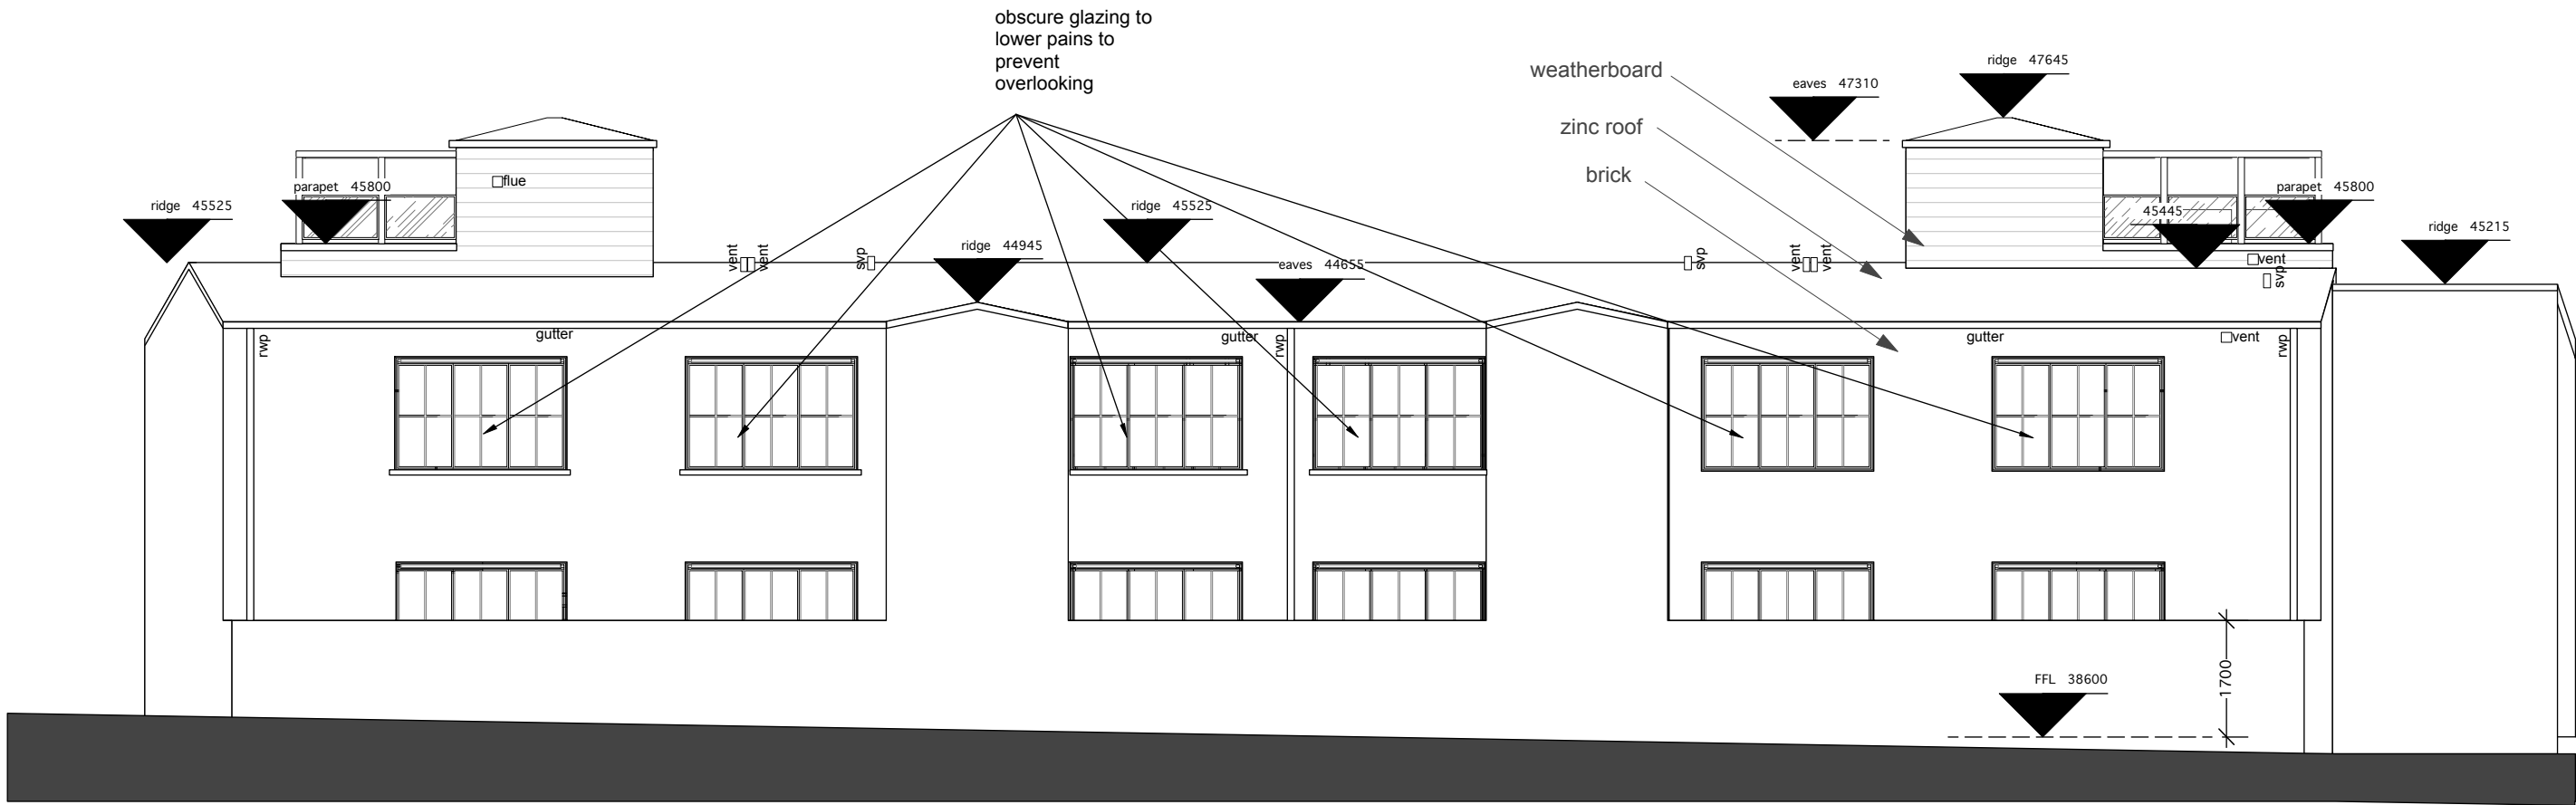 obscure glazing to
lower pains to
prevent
overlooking
weatherboard
zinc roof
brick
ridge 47645
eaves 47310
flue
parapet 45800
ridge 45525
vent
vent
svp
ridge 44945
ridge 45525
eaves 44655
svp
vent
vent
45445
parapet 45800
vent
svp
ridge 45215
rwp
gutter
gutter
rwp
gutter
vent
rwp
FFL 38600
1700